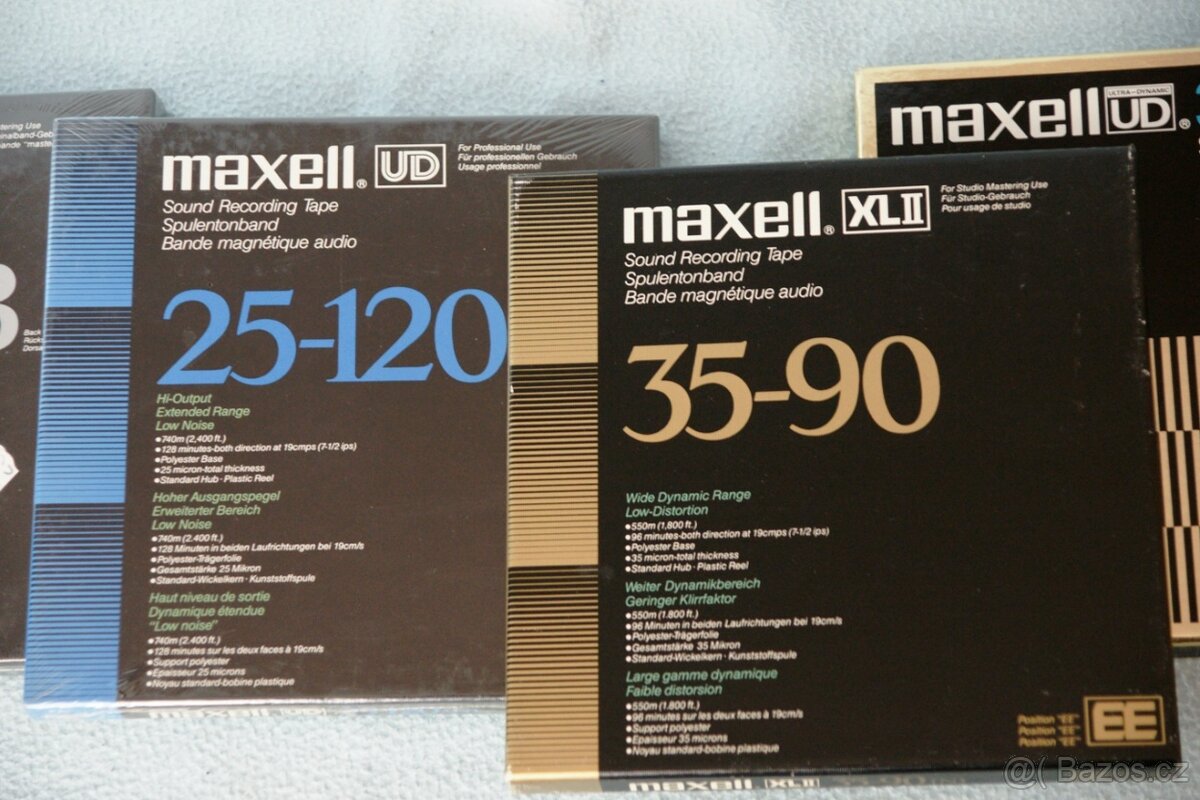 tering Use
inalband-Geb
ande "maste
Back
Rücks
Dorsa
maxell® UD
For Professional Use
Für professionellen Gebrauch
Usage professionnel
Sound Recording Tape
Spulentonband
Bande magnétique audio
25-120
Hi-Output
Extended Range
Low Noise
•740m (2,400 ft.)
•128 minutes-both direction at 19cmps (7-1/2 ips)
•Polyester Base
•25 micron-total thickness
•Standard Hub · Plastic Reel
Hoher Ausgangspegel
Erweiterter Bereich
Low Noise
•740m (2.400 ft.)
•128 Minuten in beiden Laufrichtungen bei 19cm/s
•Polyester-Trägerfolie
•Gesamtstärke 25 Mikron
•Standard-Wickelkern · Kunststoffspule
Haut niveau de sortie
Dynamique étendue
"Low noise"
•740m (2.400 ft.)
•128 minutes sur les deux faces à 19cm/s
•Support polyester
•Epaisseur 25 microns
•Noyau standard-bobine plastique
maxell® XLII
For Studio Mastering Use
Für Studio-Gebrauch
Pour usage de studio
Sound Recording Tape
Spulentonband
Bande magnétique audio
35-90
Wide Dynamic Range
Low-Distortion
•550m (1,800 ft.)
•96 minutes-both direction at 19cmps (7-1/2 ips)
•Polyester Base
•35 micron-total thickness
•Standard Hub · Plastic Reel
Weiter Dynamikbereich
Geringer Klirrfaktor
•550m (1.800 ft.)
•96 Minuten in beiden Laufrichtungen bei 19cm/s
•Polyester-Trägerfolie
•Gesamtstärke 35 Mikron
•Standard-Wickelkern · Kunststoffspule
Large gamme dynamique
Faible distorsion
•550m (1.800 ft.)
•96 minutes sur les deux faces à 19cm/s
•Support polyester
•Epaisseur 35 microns
•Noyau standard-bobine plastique
Position "EE"
Position "EE"
Position "EE"
EE
maxell XLII
-90
maxell UD®
ULTRA-DYNAMIC
@( Bazos.cz